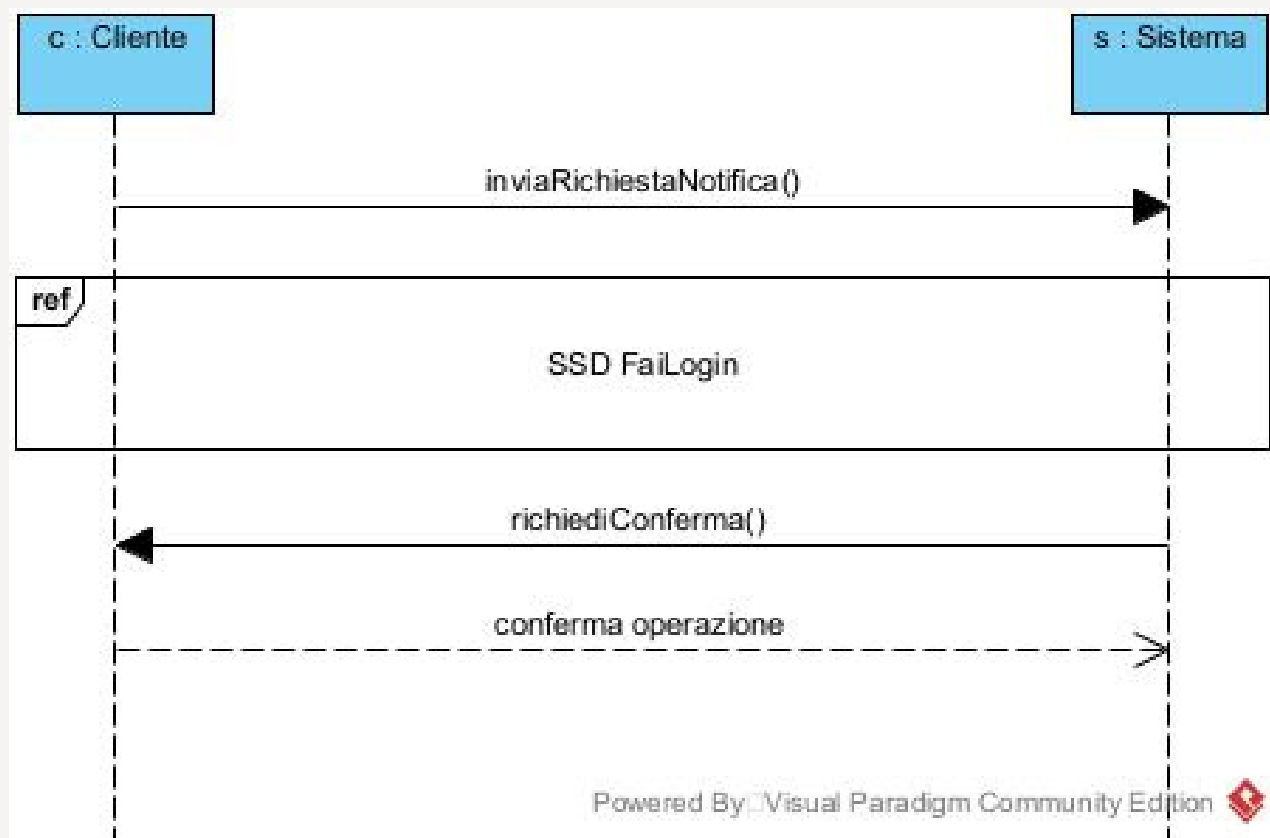 c : Cliente
s : Sistema
inviaRichiestaNotifica()
ref
SSD FaiLogin
richiediConferma()
conferma operazione
Powered By Visual Paradigm Community Edition